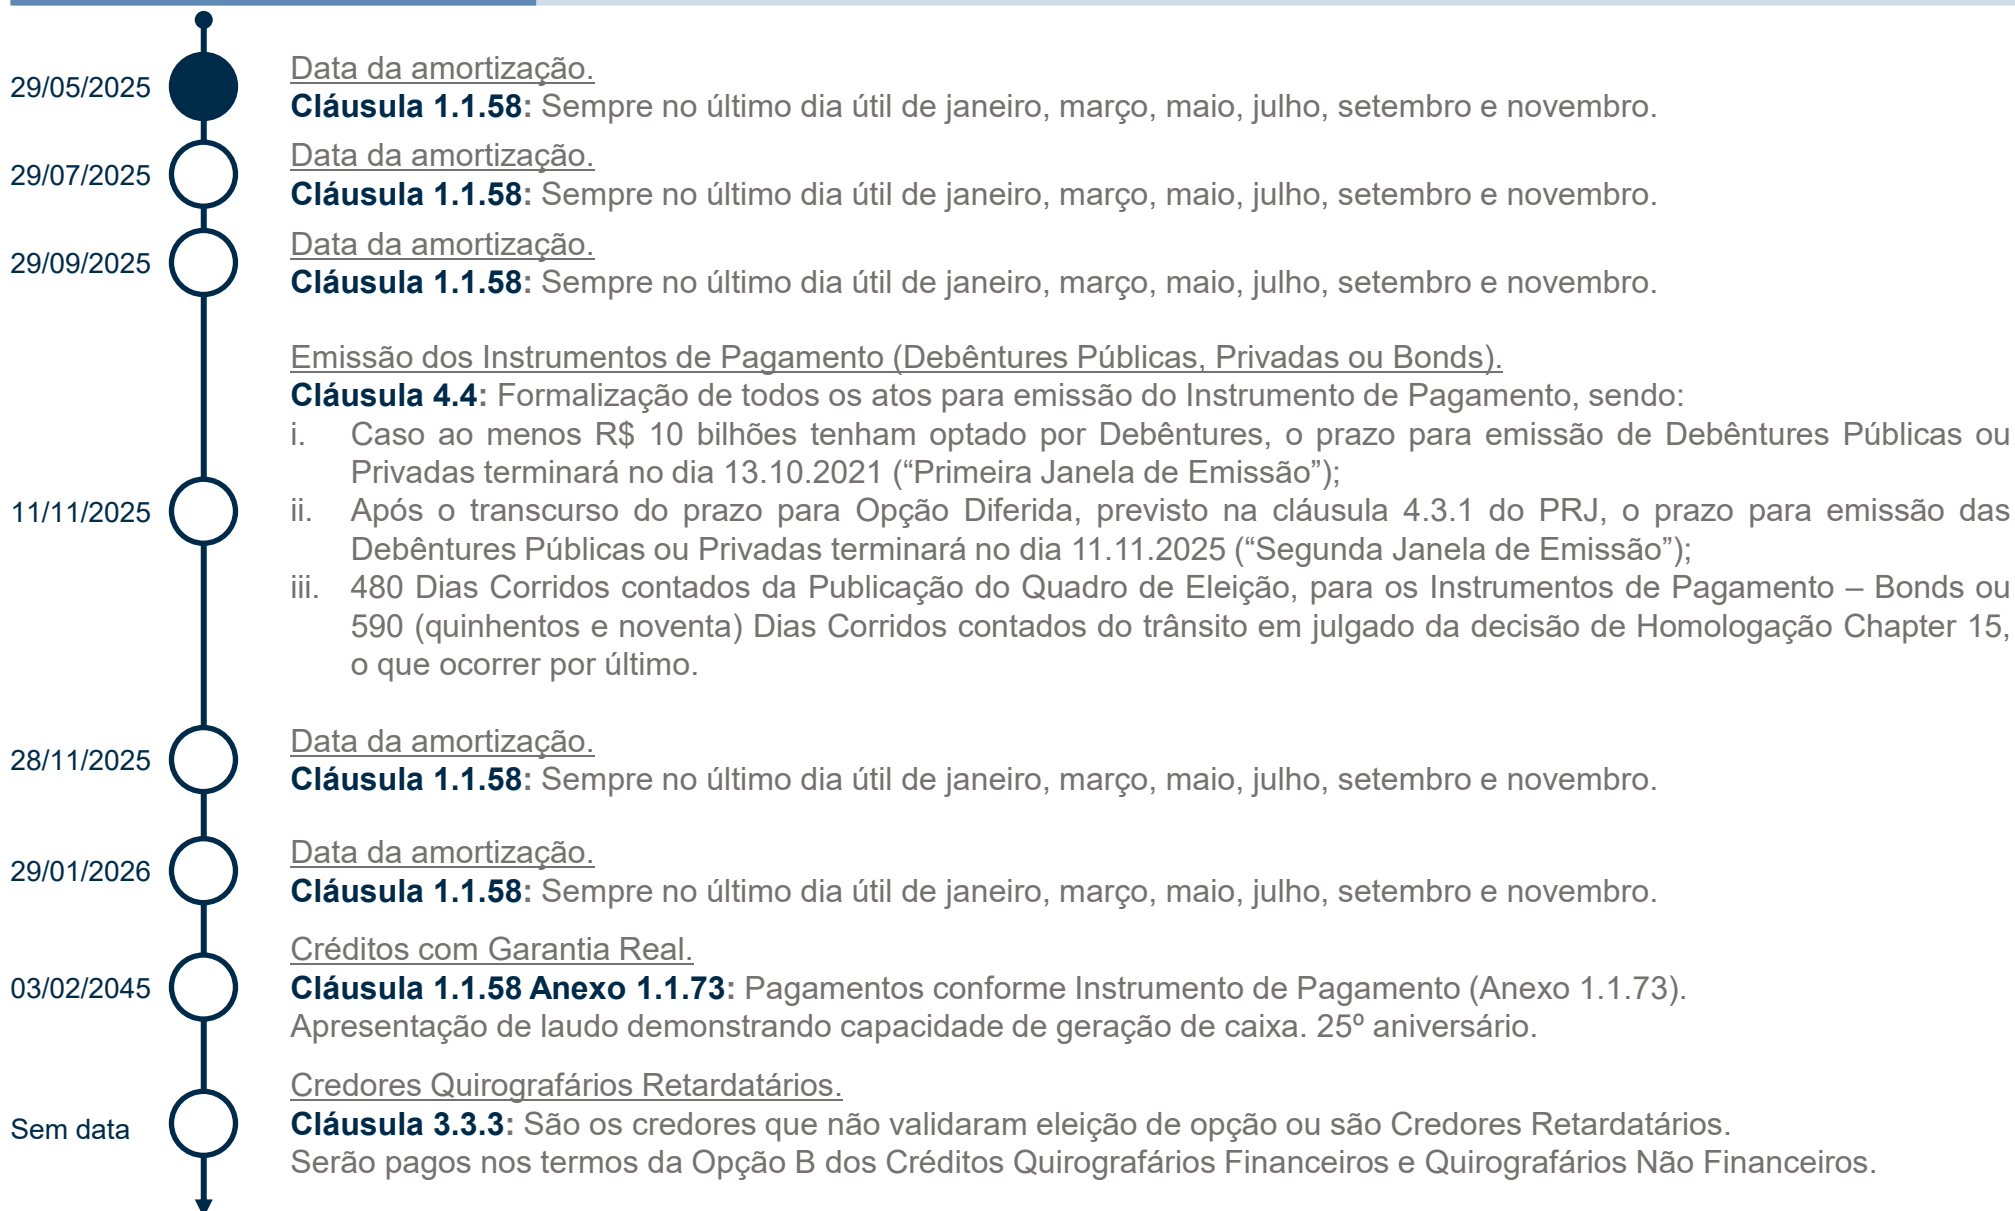 29/05/2025
Data da amortização.
Cláusula 1.1.58: Sempre no último dia útil de janeiro, março, maio, julho, setembro e novembro.
29/07/2025
Data da amortização.
Cláusula 1.1.58: Sempre no último dia útil de janeiro, março, maio, julho, setembro e novembro.
29/09/2025
Data da amortização.
Cláusula 1.1.58: Sempre no último dia útil de janeiro, março, maio, julho, setembro e novembro.
11/11/2025
Emissão dos Instrumentos de Pagamento (Debêntures Públicas, Privadas ou Bonds).
Cláusula 4.4: Formalização de todos os atos para emissão do Instrumento de Pagamento, sendo:
i. Caso ao menos R$ 10 bilhões tenham optado por Debêntures, o prazo para emissão de Debêntures Públicas ou
Privadas terminará no dia 13.10.2021 (“Primeira Janela de Emissão”);
ii. Após o transcurso do prazo para Opção Diferida, previsto na cláusula 4.3.1 do PRJ, o prazo para emissão das
Debêntures Públicas ou Privadas terminará no dia 11.11.2025 (“Segunda Janela de Emissão”);
iii. 480 Dias Corridos contados da Publicação do Quadro de Eleição, para os Instrumentos de Pagamento – Bonds ou
590 (quinhentos e noventa) Dias Corridos contados do trânsito em julgado da decisão de Homologação Chapter 15,
o que ocorrer por último.
28/11/2025
Data da amortização.
Cláusula 1.1.58: Sempre no último dia útil de janeiro, março, maio, julho, setembro e novembro.
29/01/2026
Data da amortização.
Cláusula 1.1.58: Sempre no último dia útil de janeiro, março, maio, julho, setembro e novembro.
03/02/2045
Créditos com Garantia Real.
Cláusula 1.1.58 Anexo 1.1.73: Pagamentos conforme Instrumento de Pagamento (Anexo 1.1.73).
Apresentação de laudo demonstrando capacidade de geração de caixa. 25º aniversário.
Sem data
Credores Quirografários Retardatários.
Cláusula 3.3.3: São os credores que não validaram eleição de opção ou são Credores Retardatários.
Serão pagos nos termos da Opção B dos Créditos Quirografários Financeiros e Quirografários Não Financeiros.